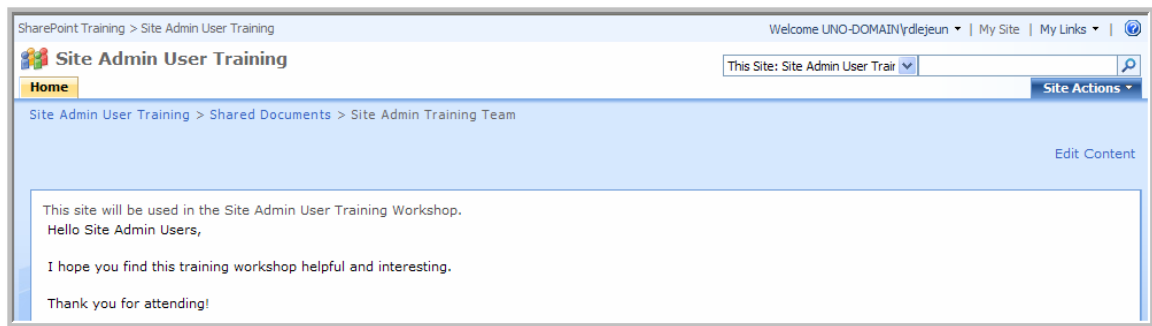 SharePoint Training > Site Admin User Training
Welcome UNO-DOMAIN\rdlejeun | My Site | My Links |
Site Admin User Training
This Site: Site Admin User Trair
Home
Site Actions
Site Admin User Training > Shared Documents > Site Admin Training Team
Edit Content
This site will be used in the Site Admin User Training Workshop.
Hello Site Admin Users,
I hope you find this training workshop helpful and interesting.
Thank you for attending!